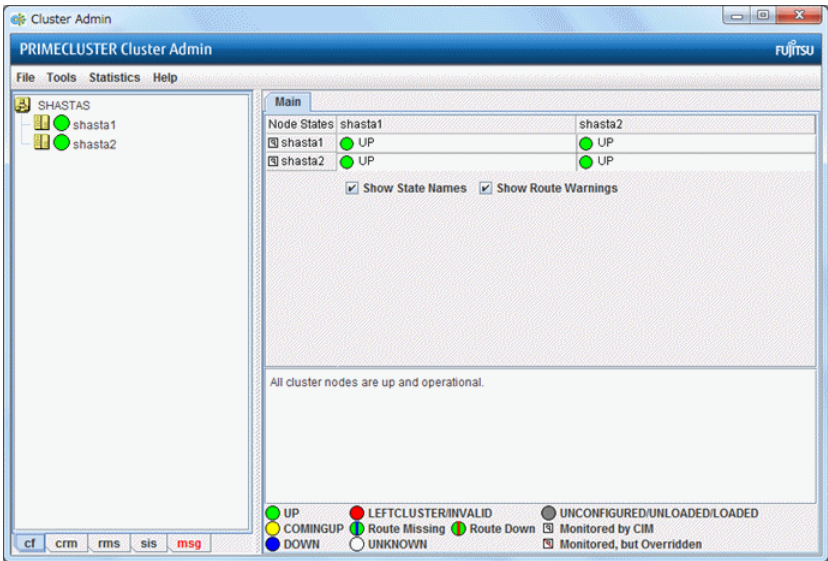 Cluster Admin
PRIMECLUSTER Cluster Admin
FUJITSU
File Tools Statistics Help
SHASTAS
shasta1
shasta2
Main
Node States shasta1 shasta2
shasta1 UP UP
shasta2 UP UP
Show State Names Show Route Warnings
All cluster nodes are up and operational.
UP LEFTCLUSTER/INVALID UNCONFIGURED/UNLOADED/LOADED
COMINGUP Route Missing Route Down Monitored by CIM
DOWN UNKNOWN Monitored, but Overridden
cf crm rms sis msg